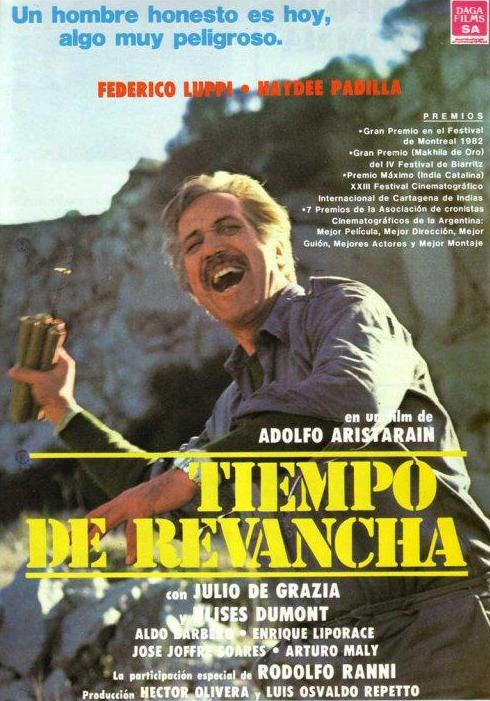 Un hombre honesto es hoy,
algo muy peligroso.
DAGA
FILMS
SA
FEDERICO LUPPI • HAYDEE PADILLA
PREMIOS
•Gran Premio en el Festival
de Montreal 1982
•Gran Premio (Makhila de Oro)
del IV Festival de Biarritz
•Premio Máximo (India Catalina)
XXIII Festival Cinematográfico
Internacional de Cartagena de Indias
•7 Premios de la Asociación de cronistas
Cinematográficos de la Argentina:
Mejor Película, Mejor Dirección, Mejor
Guión, Mejores Actores y Mejor Montaje
en un film de
ADOLFO ARISTARAIN
TIEMPO
DE REVANCHA
con JULIO DE GRAZIA
y ULISES DUMONT
ALDO BARBERO • ENRIQUE LIPORACE
JOSE JOFFRE SOARES • ARTURO MALY
La participación especial de RODOLFO RANNI
Producción HECTOR OLIVERA y LUIS OSVALDO REPETTO